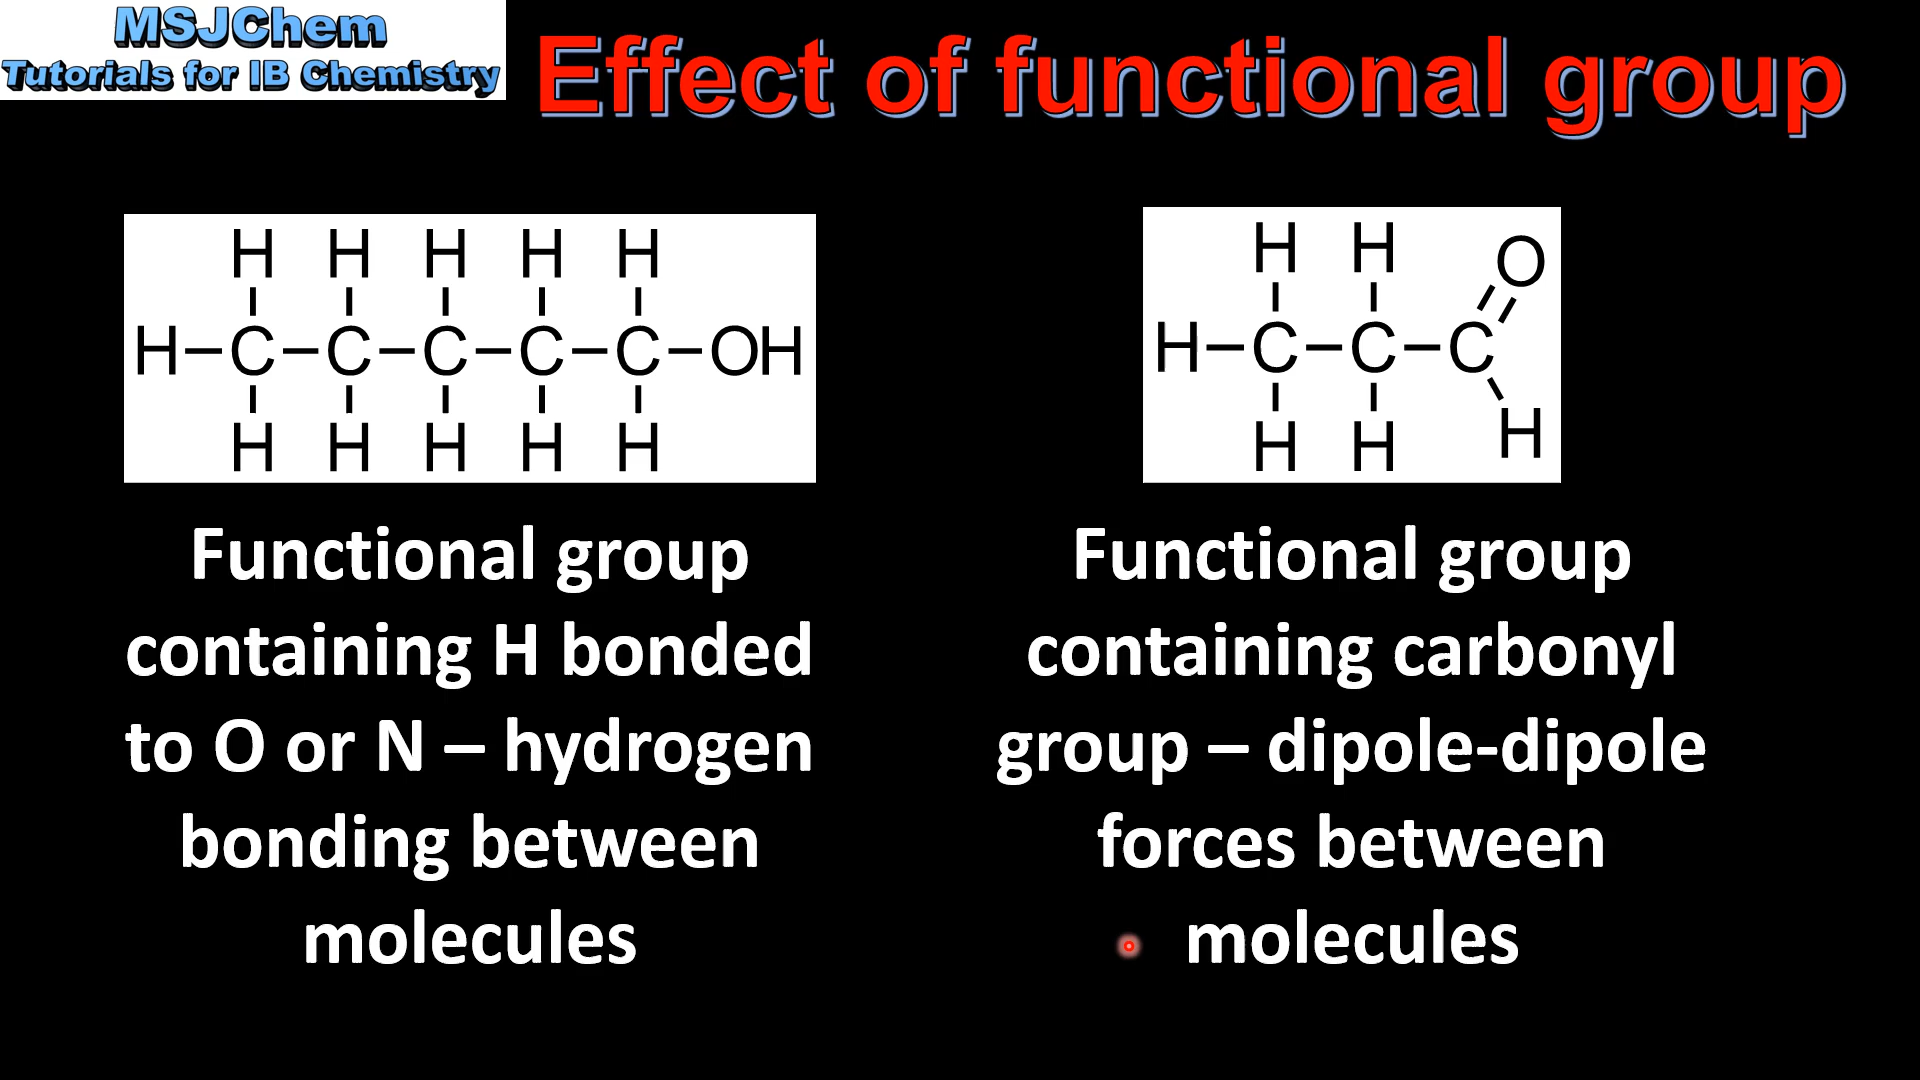 MSJChem
Tutorials for IB Chemistry
Effect of functional group
H H H H H
H C C C C C OH
H H H H H
Functional group
containing H bonded
to O or N – hydrogen
bonding between
molecules
H H O
H C C C
H H H
Functional group
containing carbonyl
group – dipole-dipole
forces between
molecules